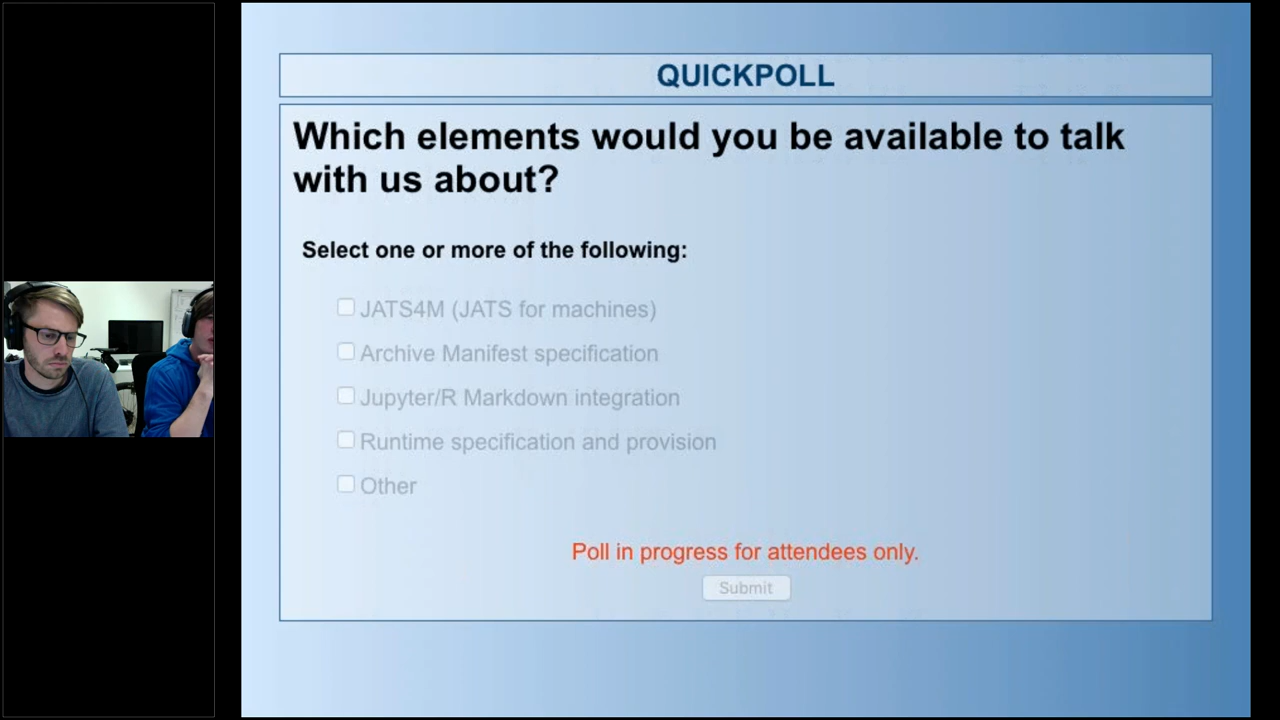 QUICKPOLL
Which elements would you be available to talk
with us about?
Select one or more of the following:
JATS4M (JATS for machines)
Archive Manifest specification
Jupyter/R Markdown integration
Runtime specification and provision
Other
Poll in progress for attendees only.
Submit